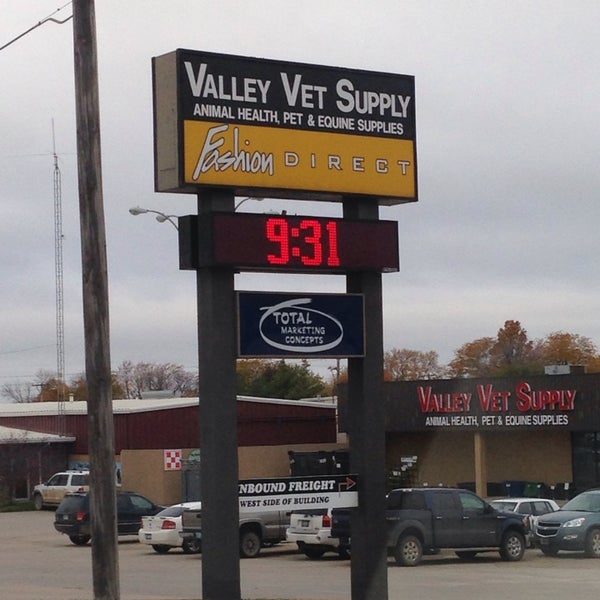 VALLEY VET SUPPLY
ANIMAL HEALTH, PET & EQUINE SUPPLIES
Fashion DIRECT
9:31
TOTAL
MARKETING
CONCEPTS
VALLEY VET SUPPLY
ANIMAL HEALTH, PET & EQUINE SUPPLIES
INBOUND FREIGHT
WEST SIDE OF BUILDING